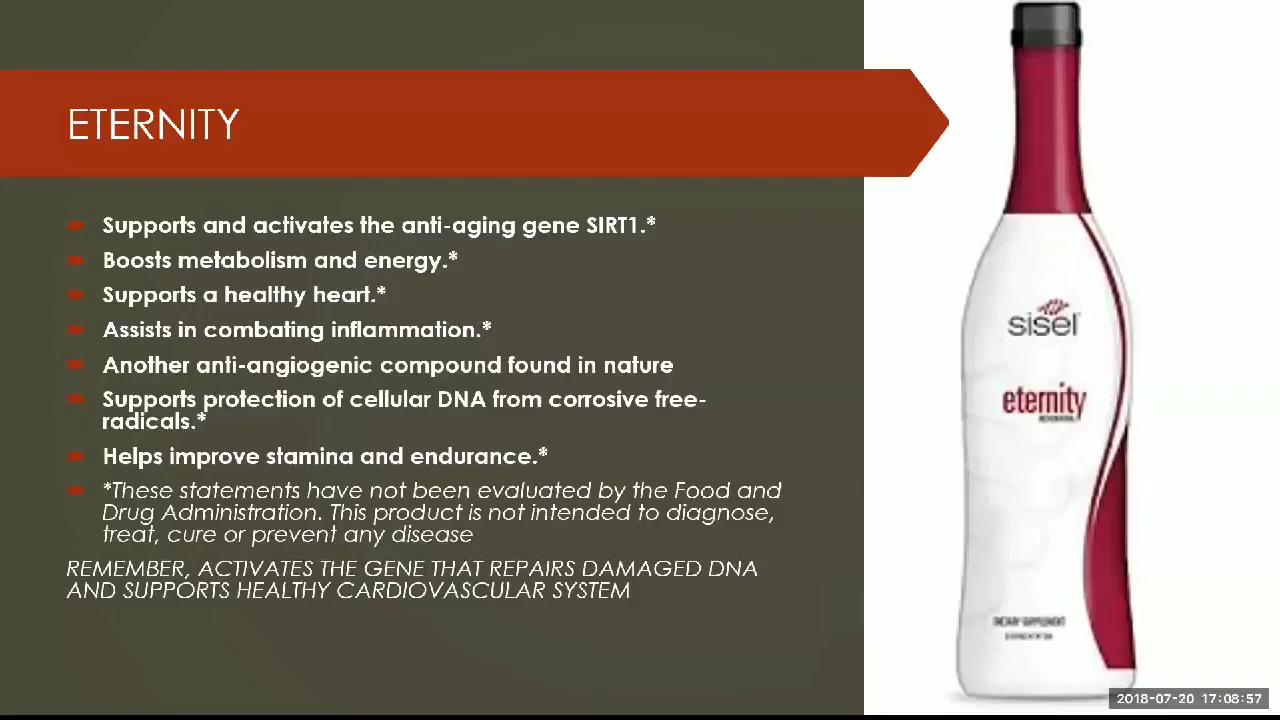 ETERNITY
Supports and activates the anti-aging gene SIRT1.*
Boosts metabolism and energy.*
Supports a healthy heart.*
Assists in combating inflammation.*
Another anti-angiogenic compound found in nature
Supports protection of cellular DNA from corrosive free-
radicals.*
Helps improve stamina and endurance.*
*These statements have not been evaluated by the Food and
Drug Administration. This product is not intended to diagnose,
treat, cure or prevent any disease
REMEMBER, ACTIVATES THE GENE THAT REPAIRS DAMAGED DNA
AND SUPPORTS HEALTHY CARDIOVASCULAR SYSTEM
sisel
eternity
DIETARY SUPPLEMENT
2018-07-20 17:08:57